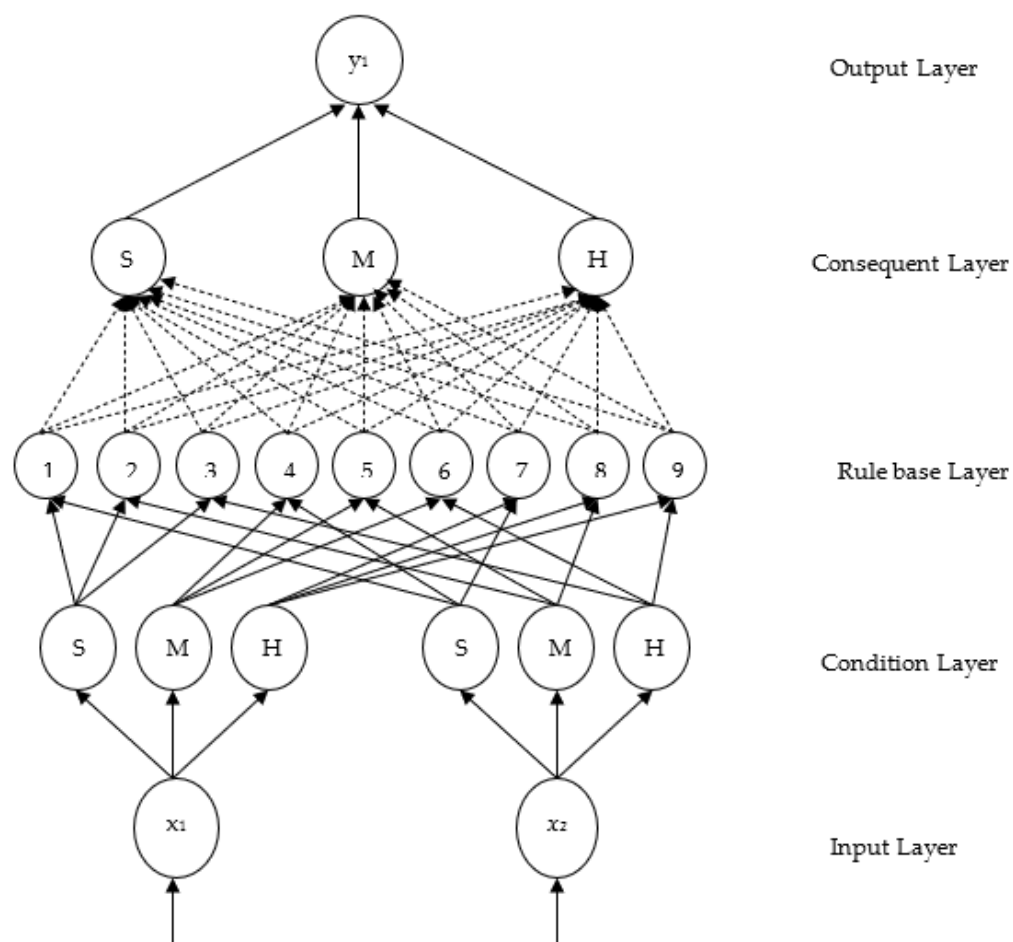 y1
Output Layer
S
M
H
Consequent Layer
1
2
3
4
5
6
7
8
9
Rule base Layer
S
M
H
S
M
H
Condition Layer
x1
x2
Input Layer